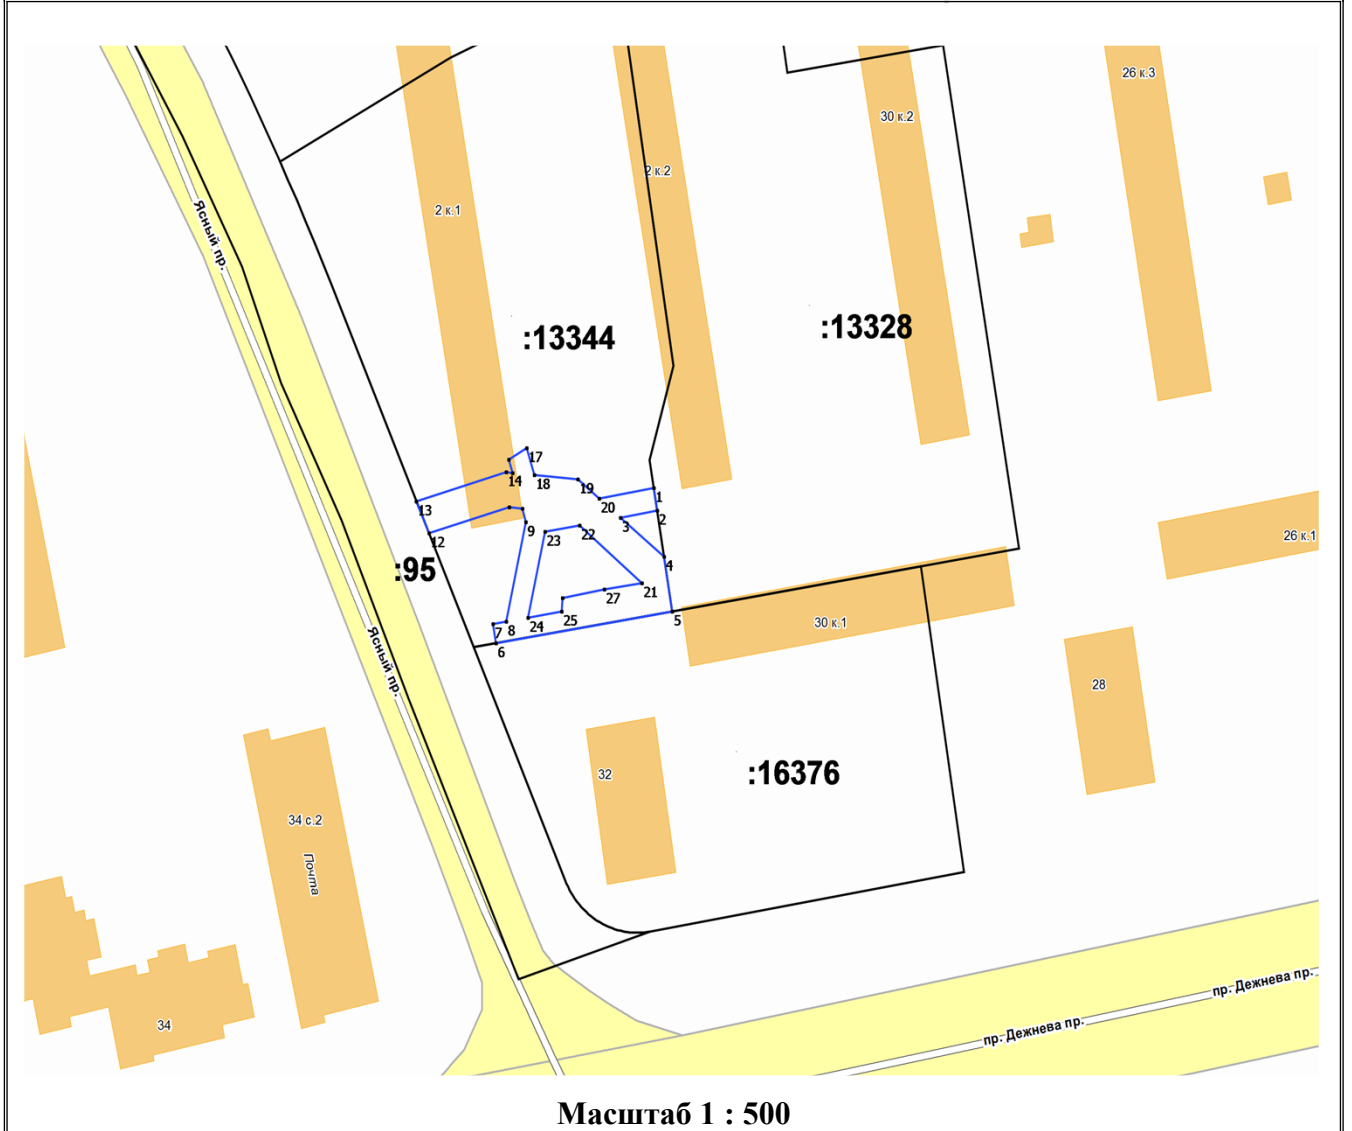 26 к.3
30 к.2
2 к.2
2 к.1
Ясный пр.
:13344
:13328
17
14
18
19
20
1
2
13
3
12
9
22
23
4
26 к.1
:95
21
27
25
5
24
7
8
30 к.1
6
Ясный пр.
28
32
:16376
34 с.2
Почта
пр. Дежнева пр.
пр. Дежнева пр.
34
Масштаб 1 : 500